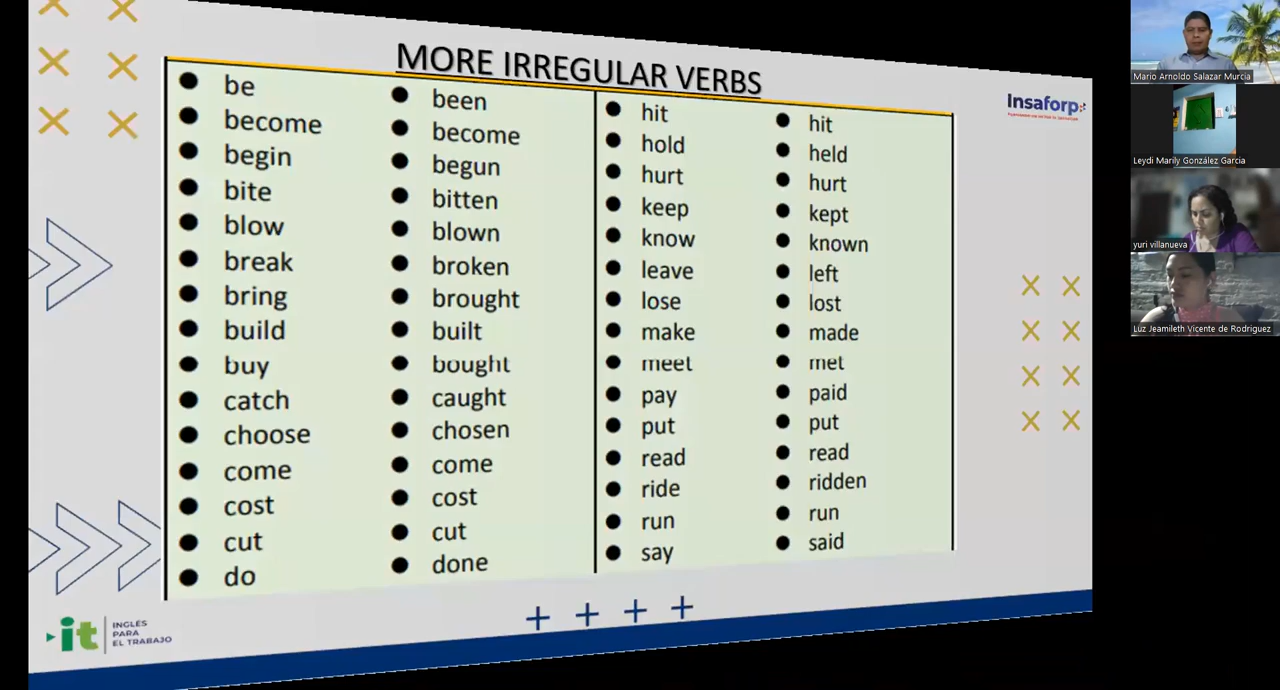 MORE IRREGULAR VERBS
be been hit hit
become become hold held
begin begun hurt hurt
bite bitten keep kept
blow blown know known
break broken leave left
bring brought lose lost
build built make made
buy bought meet met
catch caught pay paid
choose chosen put put
come come read read
cost cost ride ridden
cut cut run run
do done say said
Insaforp
it
INGLÉS
PARA
EL TRABAJO
Mario Arnoldo Salazar Murcia
Leydi Marily González Garcia
yuri villanueva
Luz Jeamileth Vicente de Rodriguez